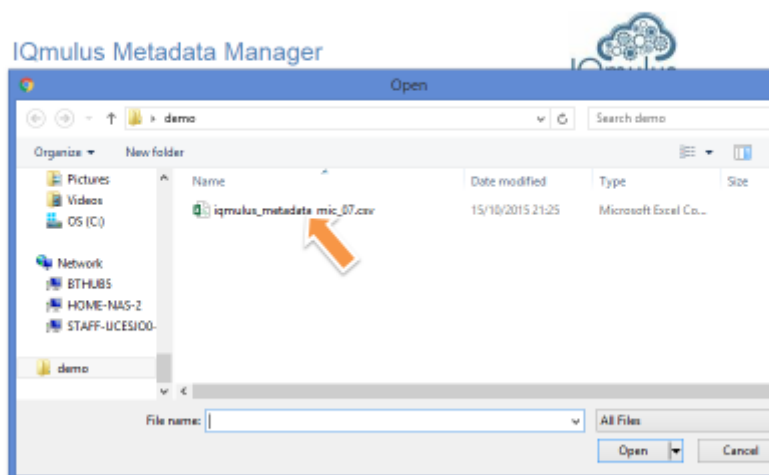 IQmulus Metadata Manager
IQmulus
Open
demo
Search demo
Organize
New folder
Pictures
Videos
OS (C:)
Network
BTHUB5
HOME-NAS-2
STAFF-UCESJO0-
demo
Name
Date modified
Type
Size
iqmulus_metadata_mic_07.csv
15/10/2015 21:25
Microsoft Excel Co...
File name:
All Files
Open
Cancel